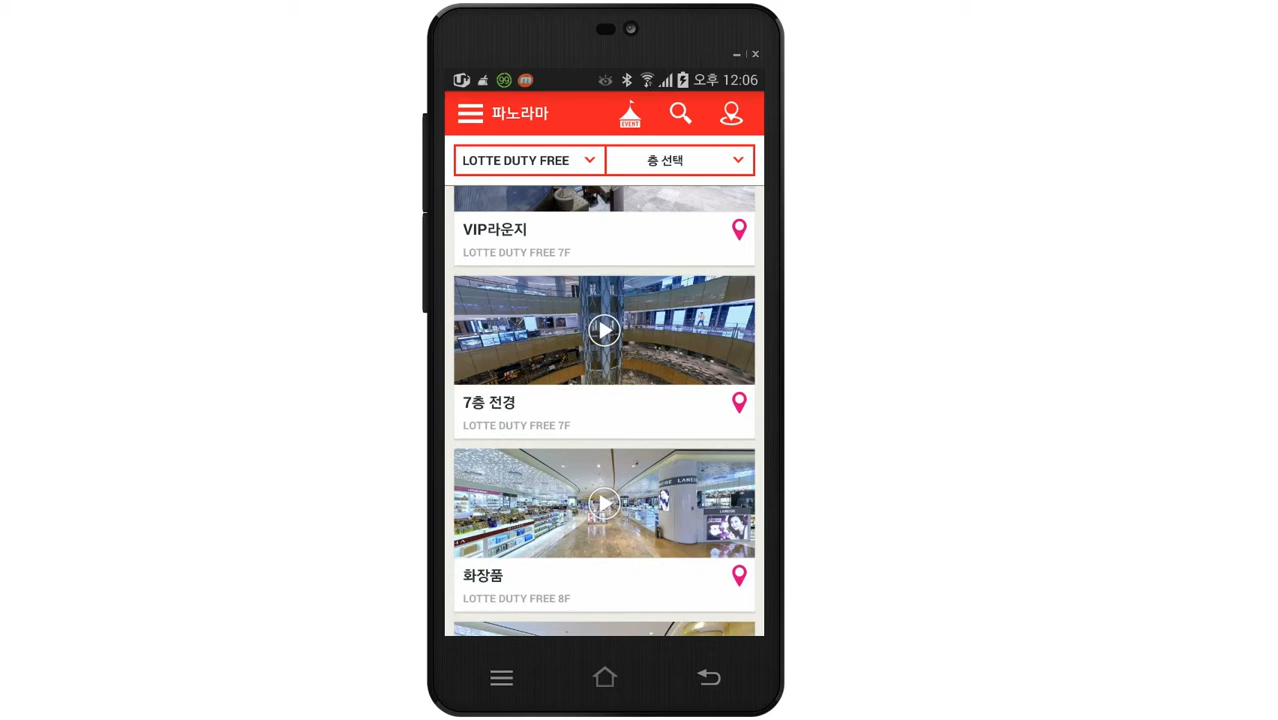 99
m
오후 12:06
파노라마
EVENT
LOTTE DUTY FREE
층 선택
VIP라운지
LOTTE DUTY FREE 7F
7층 전경
LOTTE DUTY FREE 7F
화장품
LOTTE DUTY FREE 8F